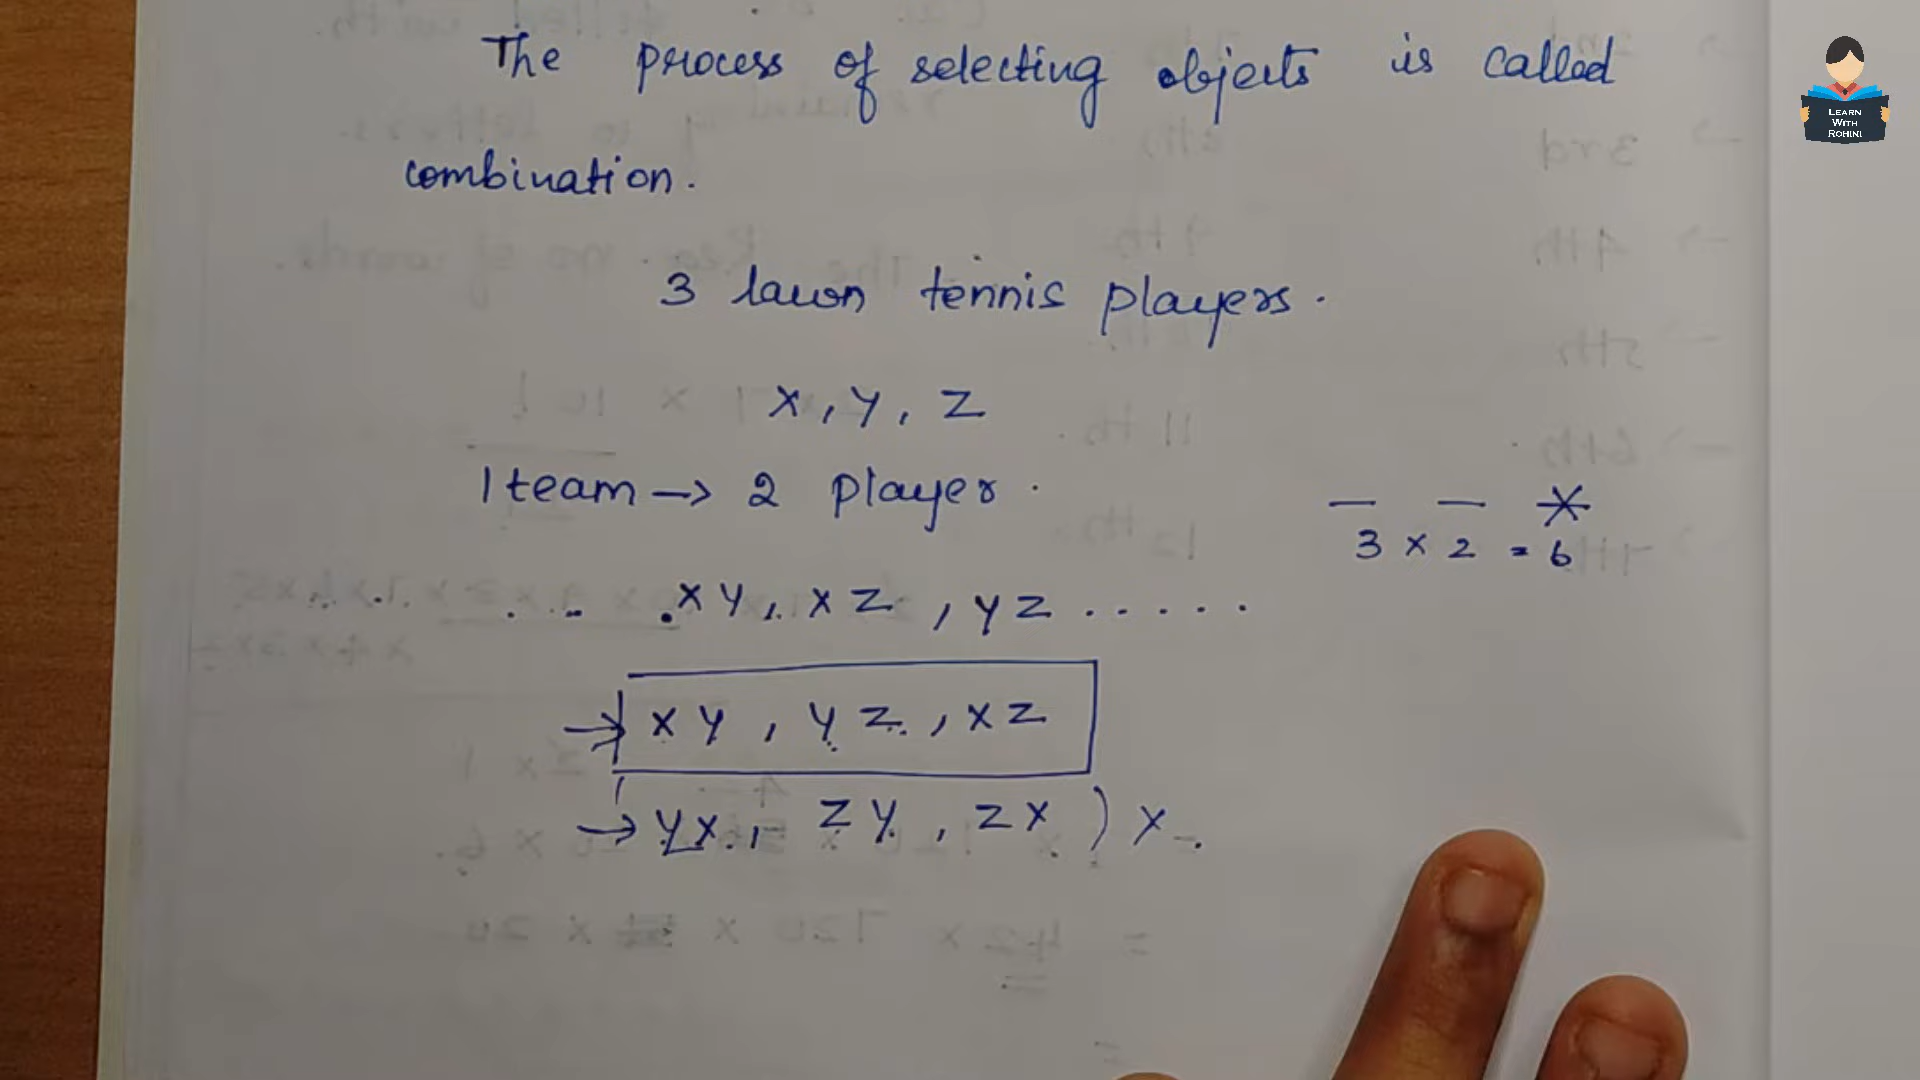 The process of selecting objects is called
combination.
3 lawn tennis players.
X, Y, Z
1 team → 2 player.
3 × 2 = 6
XY, XZ, YZ .....
→ XY, YZ, XZ
(→ YX, ZY, ZX) X
LEARN
WITH
ROHINI